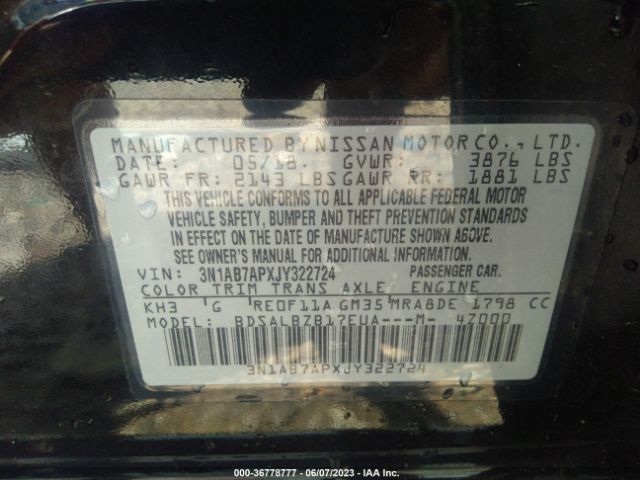 MANUFACTURED BY NISSAN MOTOR CO., LTD.
DATE: 05/18. GVWR: 3876 LBS
GAWR FR: 2143 LBS GAWR RR: 1881 LBS
THIS VEHICLE CONFORMS TO ALL APPLICABLE FEDERAL MOTOR
VEHICLE SAFETY, BUMPER AND THEFT PREVENTION STANDARDS
IN EFFECT ON THE DATE OF MANUFACTURE SHOWN ABOVE.
SEE OWNER'S MANUAL FOR ADDITIONAL INFORMATION.
VIN: 3N1AB7APXJY322724 PASSENGER CAR.
COLOR TRIM TRANS AXLE ENGINE
KH3 G RE0F11A GM35 MRA8DE 1798 CC
MODEL: BDSALBZB17EUA---M- 47000
3N1AB7APXJY322724
000-36778777 - 06/07/2023 - IAA Inc.